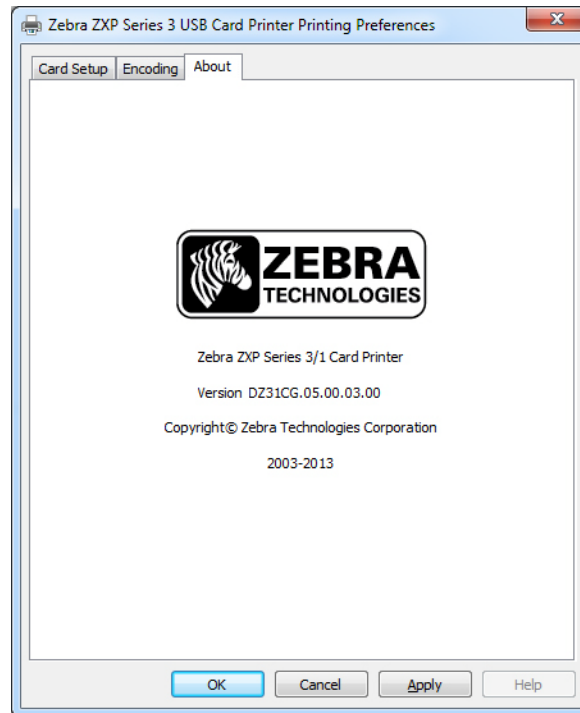 Zebra ZXP Series 3 USB Card Printer Printing Preferences
Card Setup Encoding About
ZEBRA
TECHNOLOGIES
Zebra ZXP Series 3/1 Card Printer
Version DZ31CG.05.00.03.00
Copyright© Zebra Technologies Corporation
2003-2013
OK Cancel Apply Help